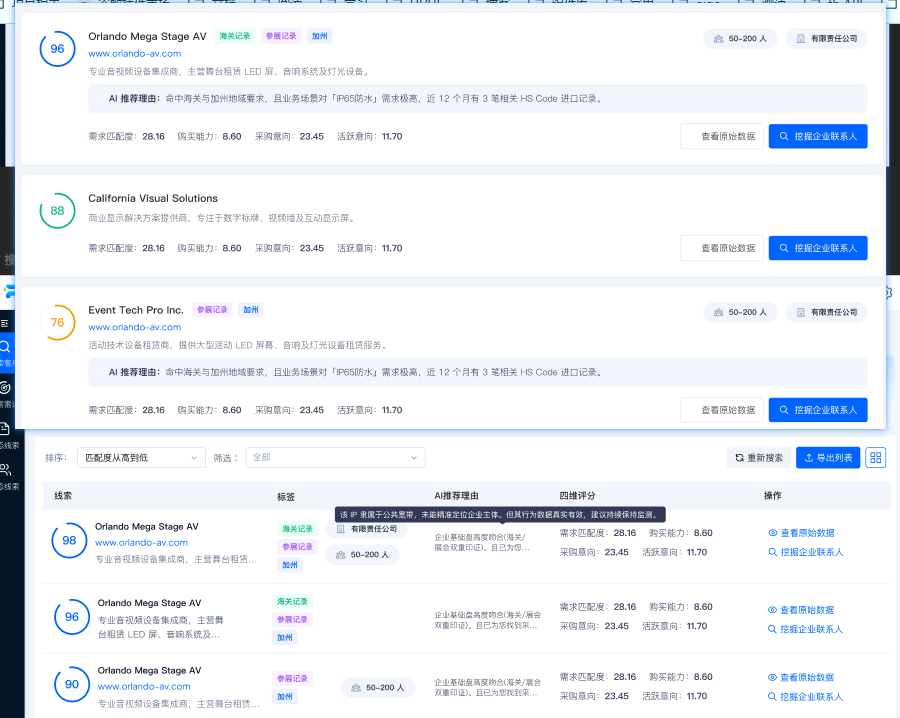 96
Orlando Mega Stage AV 海关记录 参展记录 加州
50-200 人 有限责任公司
www.orlando-av.com
专业音视频设备集成商，主营舞台租赁 LED 屏、音响系统及灯光设备。
AI 推荐理由： 命中海关与加州地域要求，且业务场景对「IP65防水」需求极高，近 12 个月有 3 笔相关 HS Code 进口记录。
需求匹配度： 28.16 购买能力： 8.60 采购意向： 23.45 活跃意向： 11.70
查看原始数据 挖掘企业联系人
88
California Visual Solutions
商业显示解决方案提供商，专注于数字标牌、视频墙及互动显示屏。
需求匹配度： 28.16 购买能力： 8.60 采购意向： 23.45 活跃意向： 11.70
查看原始数据 挖掘企业联系人
76
Event Tech Pro Inc. 参展记录 加州
50-200 人 有限责任公司
www.orlando-av.com
活动技术设备租赁商，提供大型活动 LED 屏幕、音响及灯光设备租赁服务。
AI 推荐理由： 命中海关与加州地域要求，且业务场景对「IP65防水」需求极高，近 12 个月有 3 笔相关 HS Code 进口记录。
需求匹配度： 28.16 购买能力： 8.60 采购意向： 23.45 活跃意向： 11.70
查看原始数据 挖掘企业联系人
排序： 匹配度从高到低 筛选： 全部 重新搜索 导出列表
线索 标签 AI推荐理由 四维评分 操作
该 IP 隶属于公共宽带，未能精准定位企业主体。但其行为数据真实有效，建议持续保持监测。
98
Orlando Mega Stage AV
www.orlando-av.com
专业音视频设备集成商，主营舞台租赁...
海关记录 有限责任公司
参展记录 50-200 人
加州
企业基础盘高度吻合(海关/
展会双重印证)。且已为您...
需求匹配度： 28.16 购买能力： 8.60
采购意向： 23.45 活跃意向： 11.70
查看原始数据
挖掘企业联系人
96
Orlando Mega Stage AV
专业音视频设备集成商，主营舞
台租赁 LED 屏、音响系统及...
海关记录
参展记录
加州
企业基础盘高度吻合(海关/展会
双重印证)。且已为您找到采...
需求匹配度： 28.16 购买能力： 8.60
采购意向： 23.45 活跃意向： 11.70
查看原始数据
挖掘企业联系人
90
Orlando Mega Stage AV
www.orlando-av.com
专业音视频设备集成商，主营舞台租赁...
参展记录
加州
50-200 人
企业基础盘高度吻合(海关/展会
双重印证)。且已为您找到采...
需求匹配度： 28.16 购买能力： 8.60
采购意向： 23.45 活跃意向： 11.70
查看原始数据
挖掘企业联系人